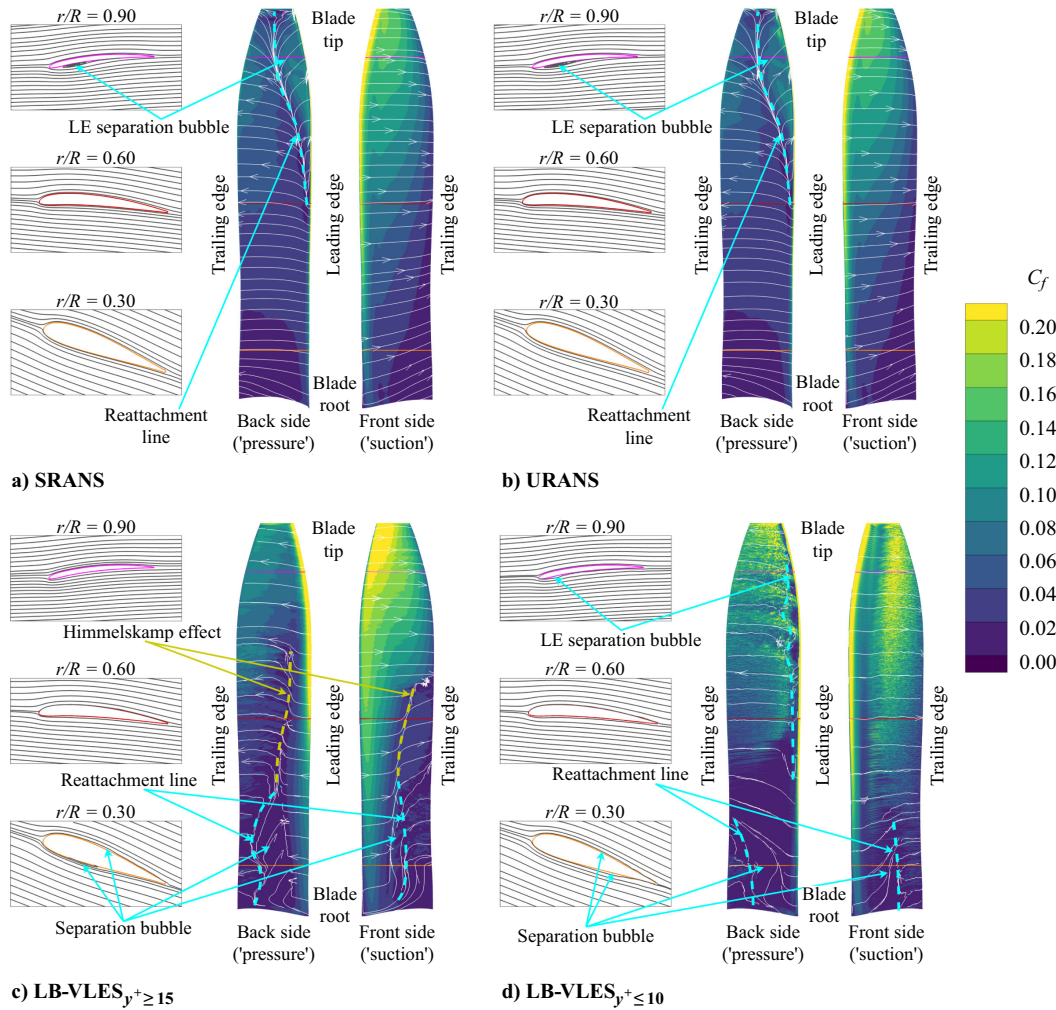 r/R = 0.90
LE separation bubble
r/R = 0.60
r/R = 0.30
Reattachment
line
Trailing edge
Blade
tip
Leading edge
Blade
root
Trailing edge
Back side
('pressure')
Front side
('suction')
a) SRANS
r/R = 0.90
LE separation bubble
r/R = 0.60
r/R = 0.30
Reattachment
line
Trailing edge
Blade
tip
Leading edge
Blade
root
Trailing edge
Back side
('pressure')
Front side
('suction')
b) URANS
C_f
0.20
0.18
0.16
0.14
0.12
0.10
0.08
0.06
0.04
0.02
0.00
r/R = 0.90
Himmelskamp effect
r/R = 0.60
Reattachment line
r/R = 0.30
Separation bubble
Trailing edge
Blade
tip
Leading edge
Blade
root
Trailing edge
Back side
('pressure')
Front side
('suction')
c) LB-VLES y+ ≥ 15
r/R = 0.90
LE separation bubble
r/R = 0.60
Reattachment line
r/R = 0.30
Separation bubble
Trailing edge
Blade
tip
Leading edge
Blade
root
Trailing edge
Back side
('pressure')
Front side
('suction')
d) LB-VLES y+ ≤ 10